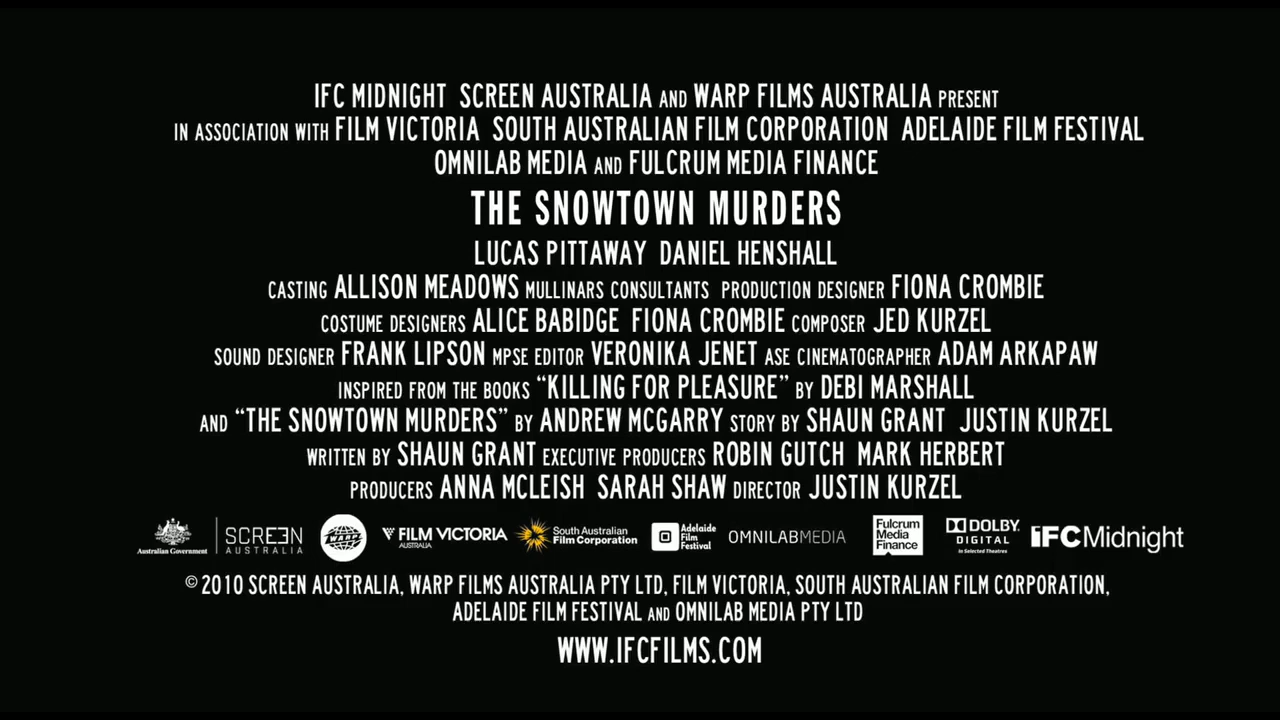 IFC MIDNIGHT SCREEN AUSTRALIA AND WARP FILMS AUSTRALIA PRESENT
IN ASSOCIATION WITH FILM VICTORIA SOUTH AUSTRALIAN FILM CORPORATION ADELAIDE FILM FESTIVAL
OMNILAB MEDIA AND FULCRUM MEDIA FINANCE
THE SNOWTOWN MURDERS
LUCAS PITTAWAY DANIEL HENSHALL
CASTING ALLISON MEADOWS MULLINARS CONSULTANTS PRODUCTION DESIGNER FIONA CROMBIE
COSTUME DESIGNERS ALICE BABIDGE FIONA CROMBIE COMPOSER JED KURZEL
SOUND DESIGNER FRANK LIPSON MPSE EDITOR VERONIKA JENET ASE CINEMATOGRAPHER ADAM ARKAPAW
INSPIRED FROM THE BOOKS “KILLING FOR PLEASURE” BY DEBI MARSHALL
AND “THE SNOWTOWN MURDERS” BY ANDREW MCGARRY STORY BY SHAUN GRANT JUSTIN KURZEL
WRITTEN BY SHAUN GRANT EXECUTIVE PRODUCERS ROBIN GUTCH MARK HERBERT
PRODUCERS ANNA MCLEISH SARAH SHAW DIRECTOR JUSTIN KURZEL
Australian Government
SCREEN
AUSTRALIA
WARP
FILM VICTORIA
AUSTRALIA
South Australian
Film Corporation
Adelaide
Film
Festival
OMNILABMEDIA
Fulcrum
Media
Finance
DOLBY
DIGITAL
In Selected Theatres
IFC Midnight
© 2010 SCREEN AUSTRALIA, WARP FILMS AUSTRALIA PTY LTD, FILM VICTORIA, SOUTH AUSTRALIAN FILM CORPORATION,
ADELAIDE FILM FESTIVAL AND OMNILAB MEDIA PTY LTD
WWW.IFCFILMS.COM